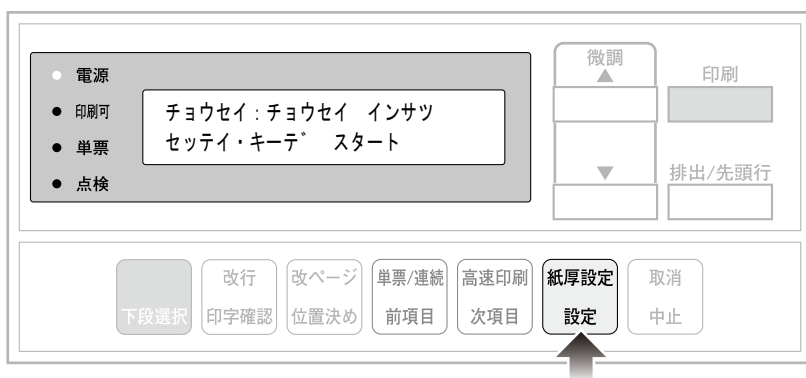 電源
印刷可
単票
点検
チョウセイ：チョウセイ　インサツ
セッテイ・キーデ゛　スタート
微調
▲
▼
印刷
排出/先頭行
下段選択
改行
印字確認
改ページ
位置決め
単票/連続
前項目
高速印刷
次項目
紙厚設定
設定
取消
中止